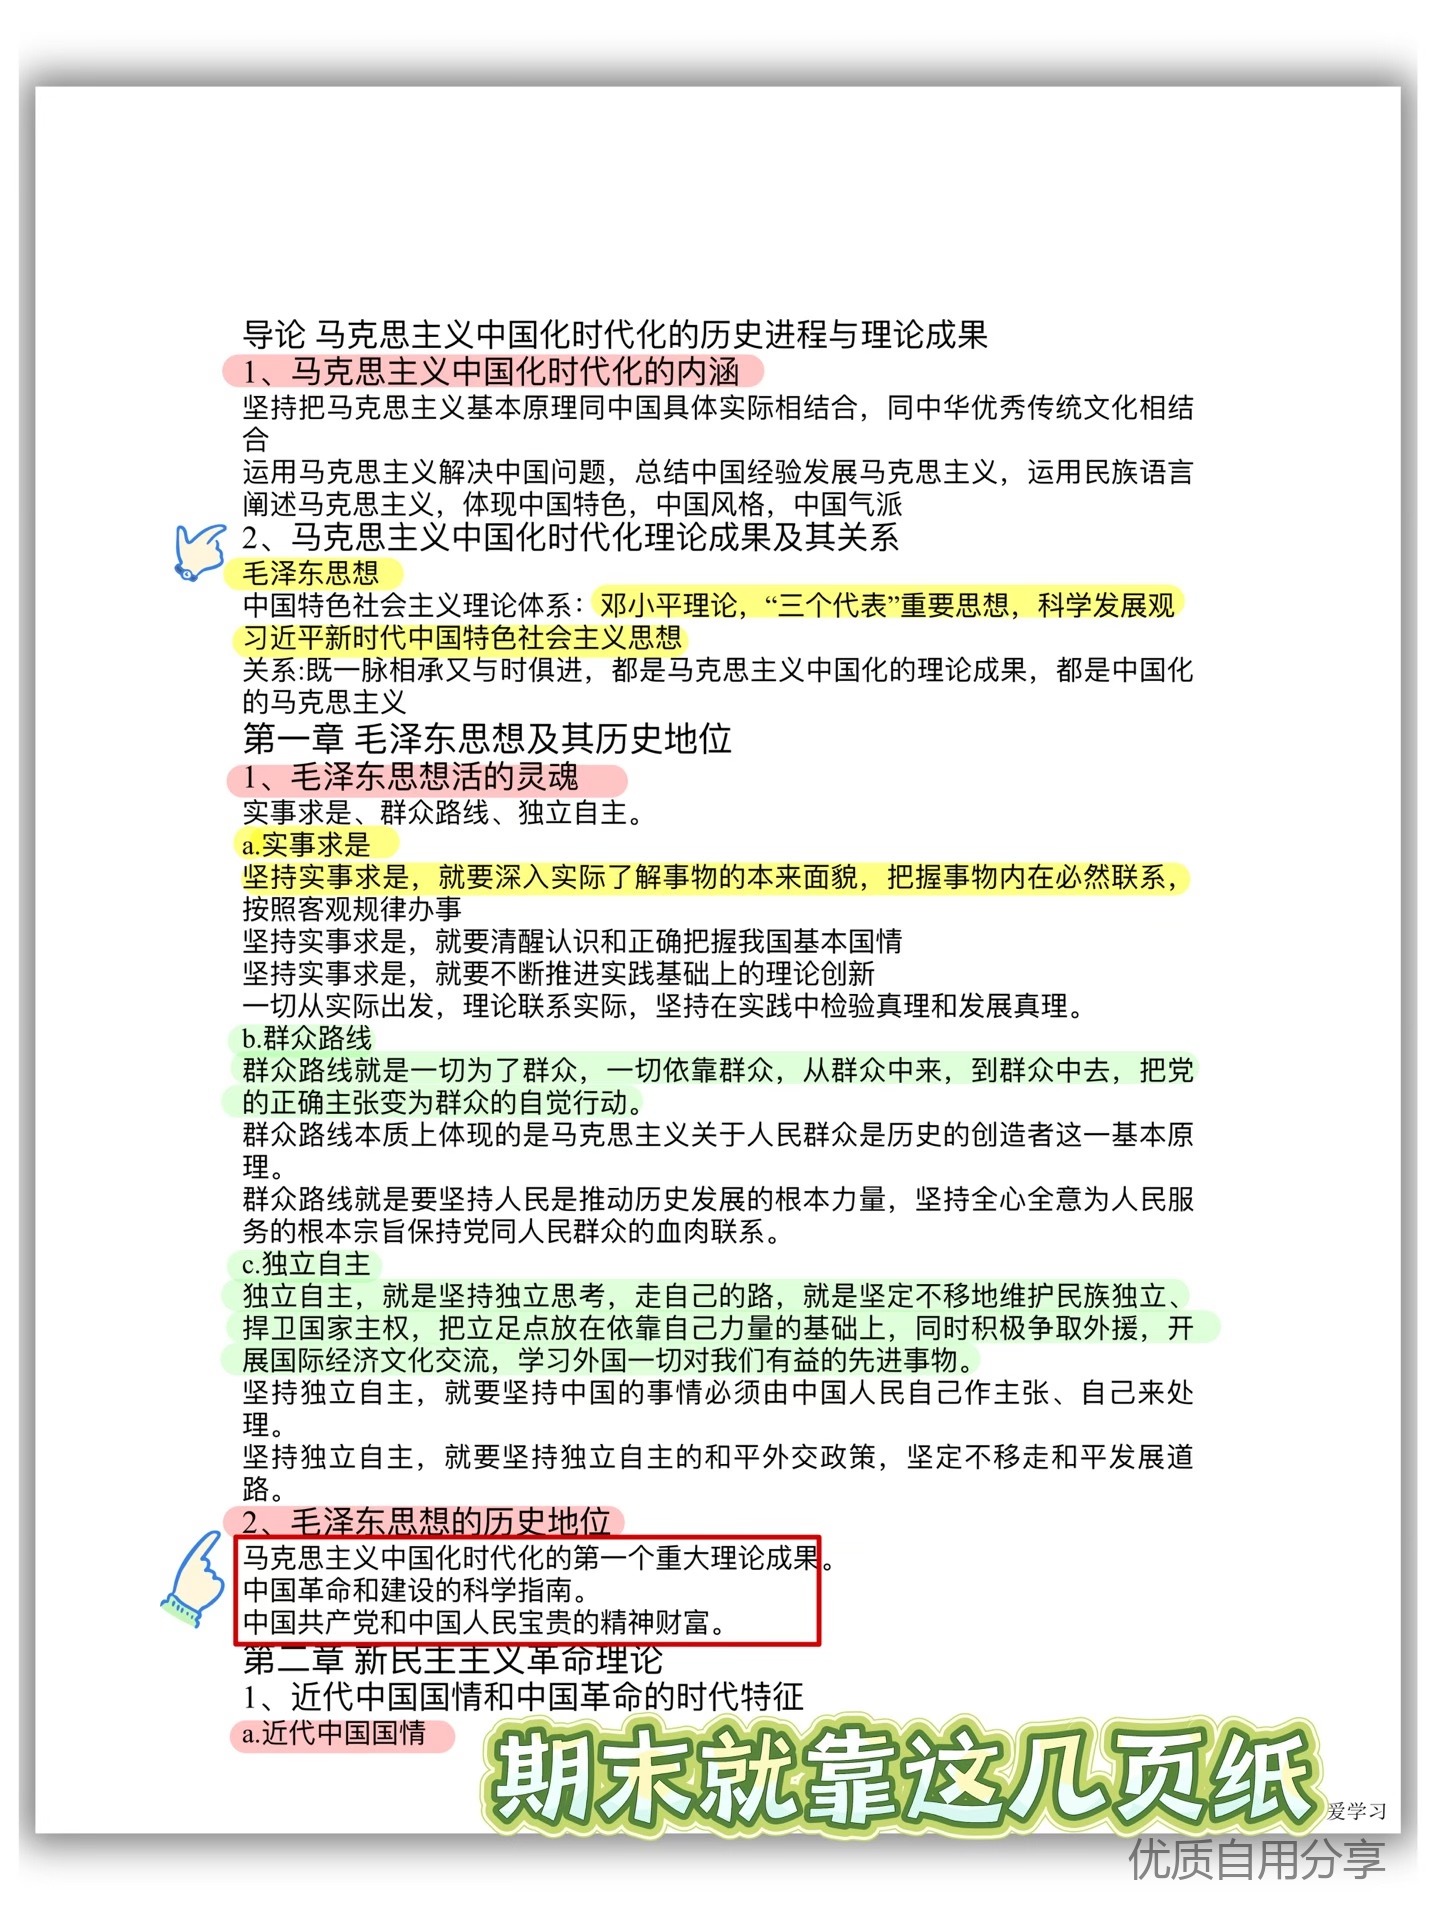 导论 马克思主义中国化时代化的历史进程与理论成果
1、马克思主义中国化时代化的内涵
坚持把马克思主义基本原理同中国具体实际相结合，同中华优秀传统文化相结
合
运用马克思主义解决中国问题，总结中国经验发展马克思主义，运用民族语言
阐述马克思主义，体现中国特色，中国风格，中国气派
2、马克思主义中国化时代化理论成果及其关系
毛泽东思想
中国特色社会主义理论体系：邓小平理论，“三个代表”重要思想，科学发展观
习近平新时代中国特色社会主义思想
关系:既一脉相承又与时俱进，都是马克思主义中国化的理论成果，都是中国化
的马克思主义
第一章 毛泽东思想及其历史地位
1、毛泽东思想活的灵魂
实事求是、群众路线、独立自主。
a.实事求是
坚持实事求是，就要深入实际了解事物的本来面貌，把握事物内在必然联系，
按照客观规律办事
坚持实事求是，就要清醒认识和正确把握我国基本国情
坚持实事求是，就要不断推进实践基础上的理论创新
一切从实际出发，理论联系实际，坚持在实践中检验真理和发展真理。
b.群众路线
群众路线就是一切为了群众，一切依靠群众，从群众中来，到群众中去，把党
的正确主张变为群众的自觉行动。
群众路线本质上体现的是马克思主义关于人民群众是历史的创造者这一基本原
理。
群众路线就是要坚持人民是推动历史发展的根本力量，坚持全心全意为人民服
务的根本宗旨保持党同人民群众的血肉联系。
c.独立自主
独立自主，就是坚持独立思考，走自己的路，就是坚定不移地维护民族独立、
捍卫国家主权，把立足点放在依靠自己力量的基础上，同时积极争取外援，开
展国际经济文化交流，学习外国一切对我们有益的先进事物。
坚持独立自主，就要坚持中国的事情必须由中国人民自己作主张、自己来处
理。
坚持独立自主，就要坚持独立自主的和平外交政策，坚定不移走和平发展道
路。
2、毛泽东思想的历史地位
马克思主义中国化时代化的第一个重大理论成果。
中国革命和建设的科学指南。
中国共产党和中国人民宝贵的精神财富。
第二章 新民主主义革命理论
1、近代中国国情和中国革命的时代特征
a.近代中国国情
期末就靠这几页纸
爱学习
优质自用分享